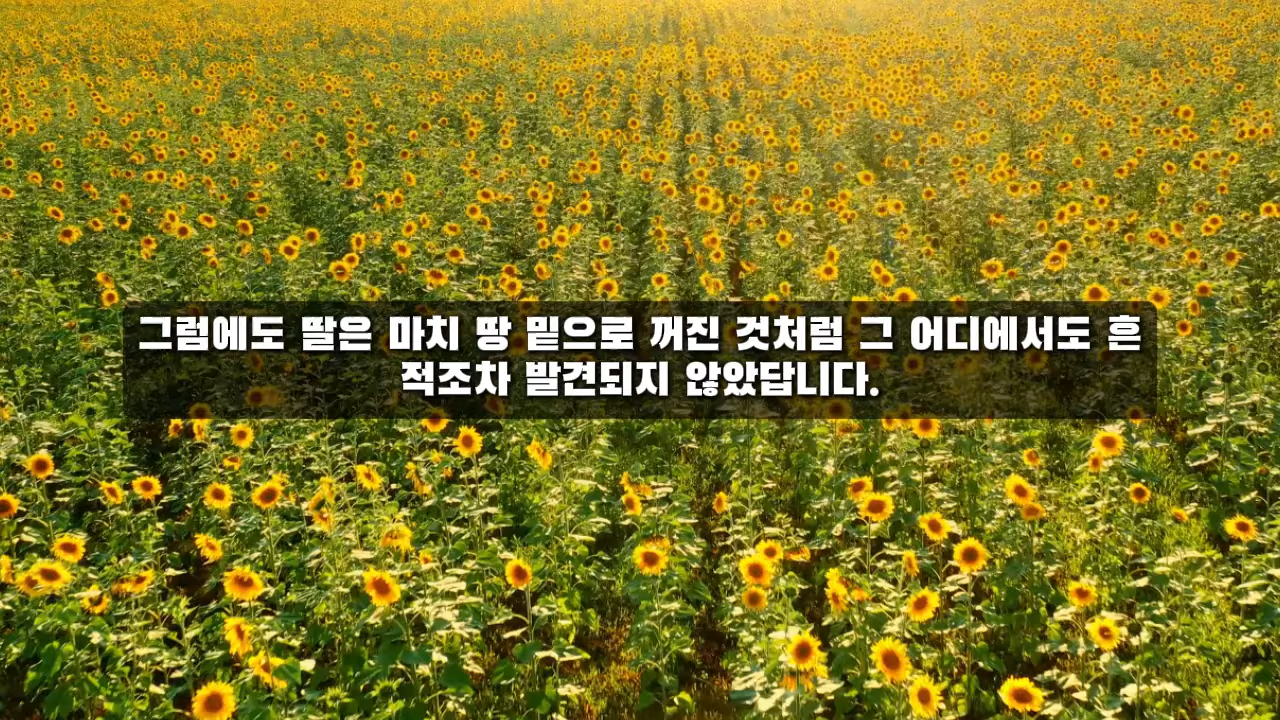 그럼에도 딸은 마치 땅 밑으로 꺼진 것처럼 그 어디에서도 흔
적조차 발견되지 않았답니다.